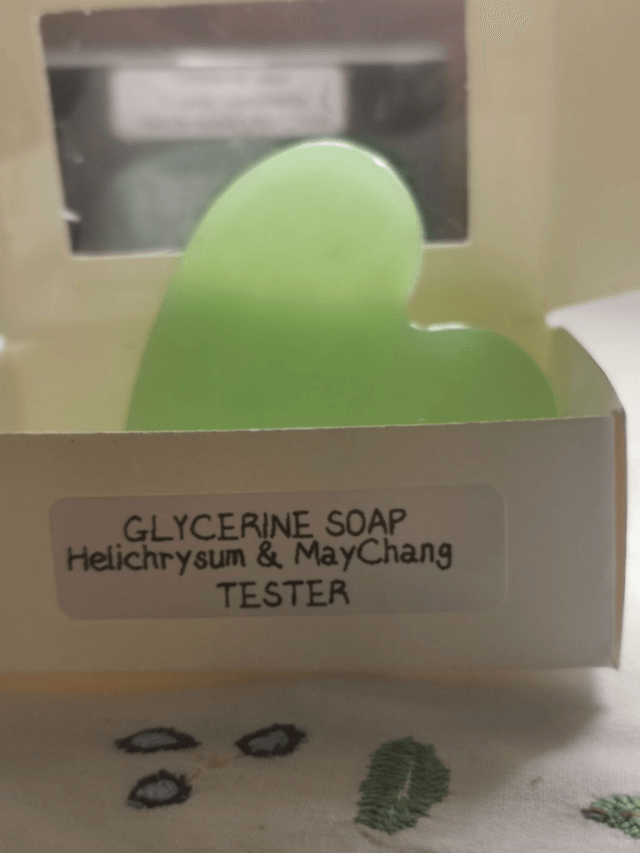 GLYCERINE SOAP
Helichrysum & MayChang
TESTER